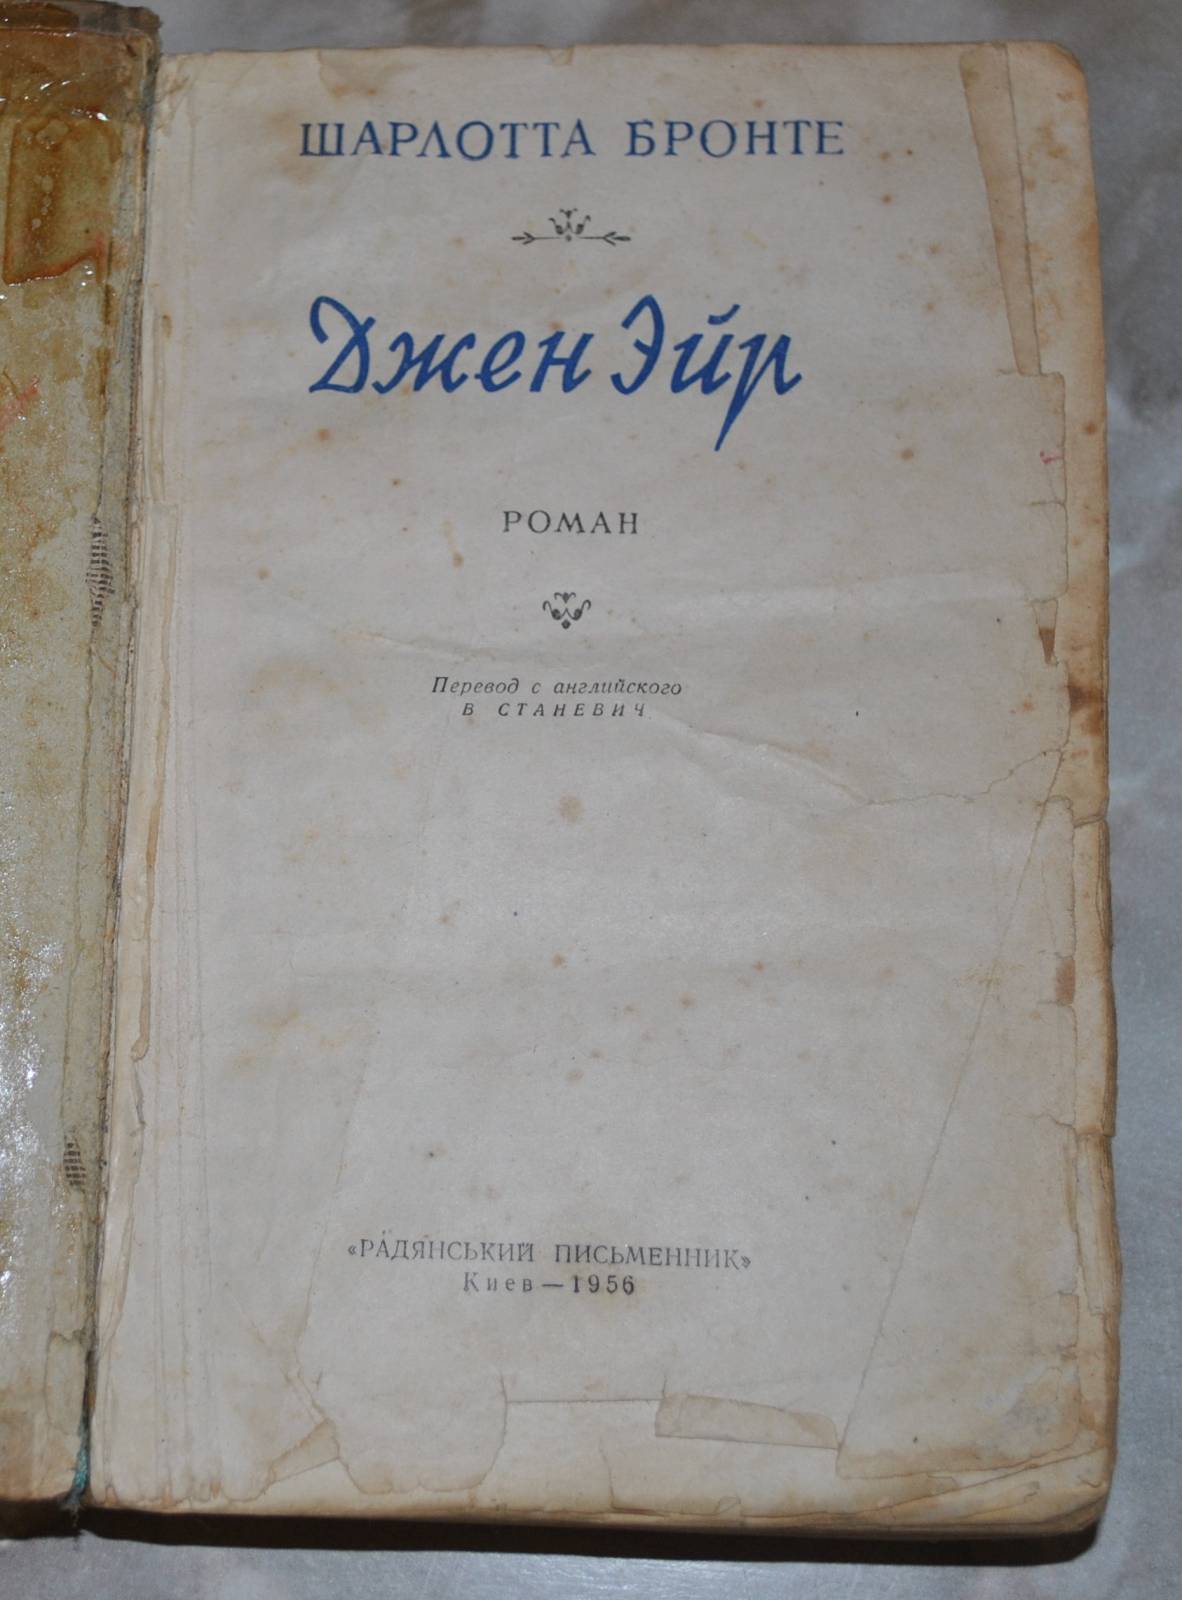 ШАРЛОТТА БРОНТЕ
Джен Эйр
РОМАН
Перевод с английского
В СТАНЕВИЧ
«РАДЯНСЬКИЙ ПИСЬМЕННИК»
Киев — 1956